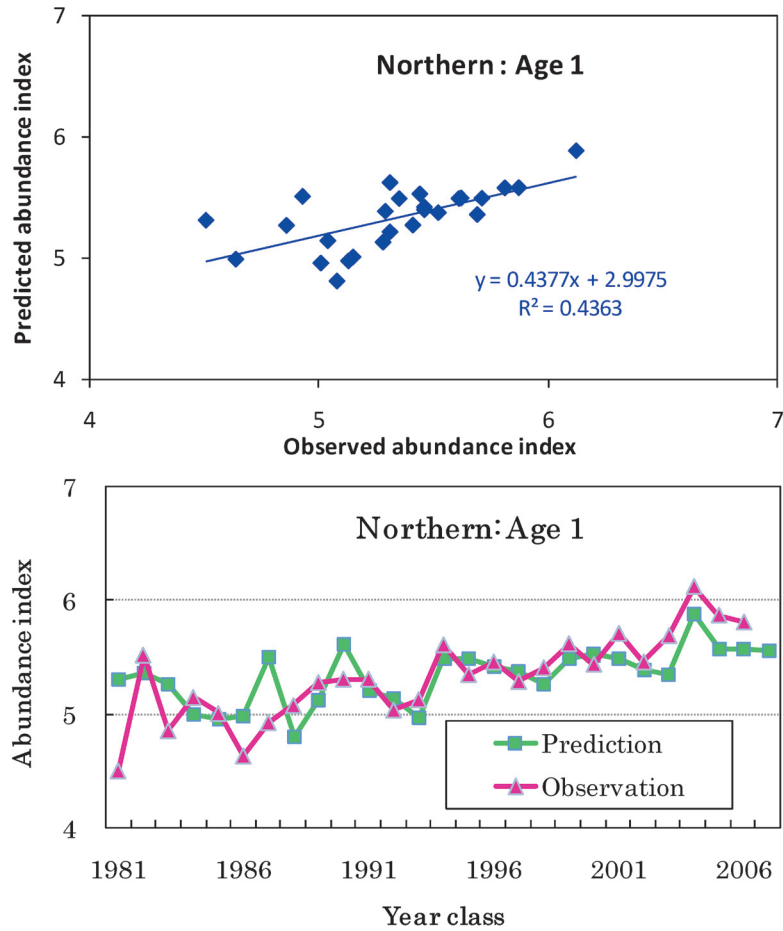 7
6
5
4
Predicted abundance index
Northern : Age 1
y = 0.4377x + 2.9975
R² = 0.4363
4 5 6 7
Observed abundance index
7
6
5
4
Abundance index
Northern: Age 1
Prediction
Observation
1981 1986 1991 1996 2001 2006
Year class